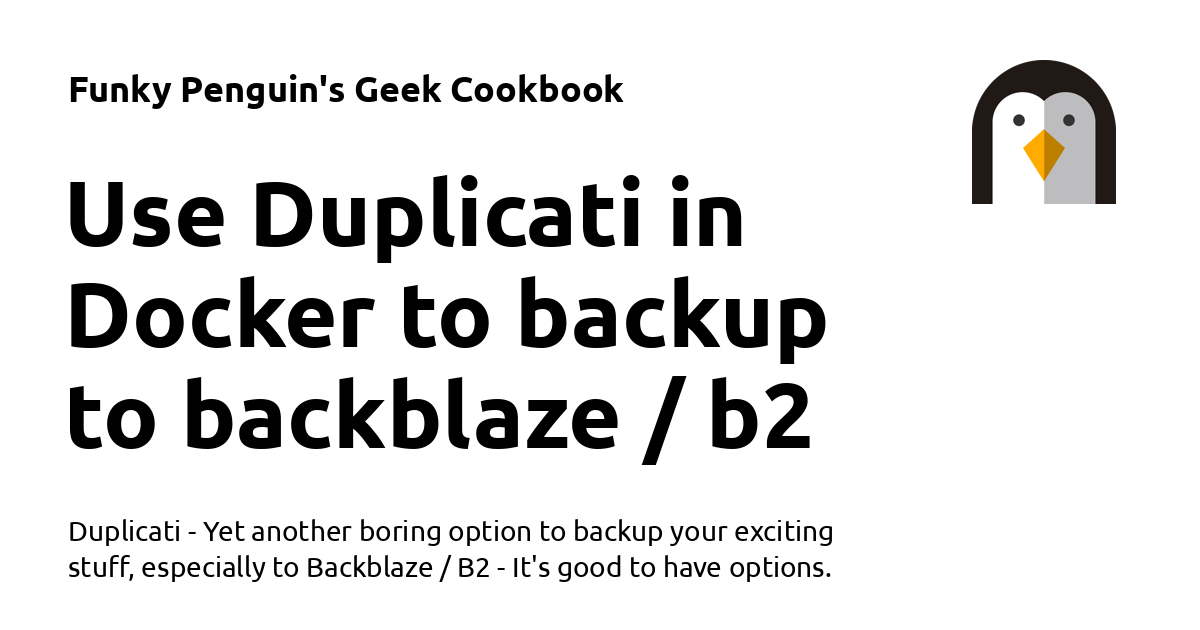 Funky Penguin's Geek Cookbook
Use Duplicati in
Docker to backup
to backblaze / b2
Duplicati - Yet another boring option to backup your exciting
stuff, especially to Backblaze / B2 - It's good to have options.